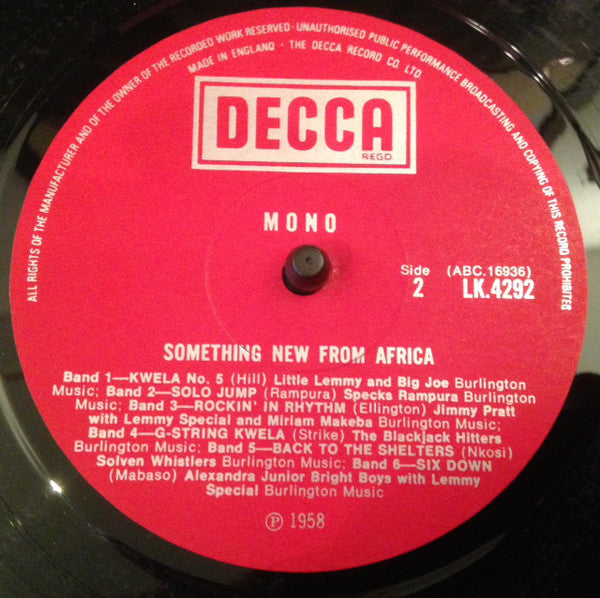 ALL RIGHTS OF THE MANUFACTURER AND OF THE OWNER OF THE RECORDED WORK RESERVED · UNAUTHORISED PUBLIC PERFORMANCE BROADCASTING AND COPYING OF THIS RECORD PROHIBITED
MADE IN ENGLAND · THE DECCA RECORD CO. LTD
DECCA
REGD.
MONO
Side (ABC.16936)
2 LK.4292
SOMETHING NEW FROM AFRICA
Band 1—KWELA No. 5 (Hill) Little Lemmy and Big Joe Burlington
Music; Band 2—SOLO JUMP (Rampura) Specks Rampura Burlington
Music; Band 3—ROCKIN' IN RHYTHM (Ellington) Jimmy Pratt
with Lemmy Special and Miriam Makeba Burlington Music;
Band 4—G-STRING KWELA (Strike) The Blackjack Hitters
Burlington Music; Band 5—BACK TO THE SHELTERS (Nkosi)
Solven Whistlers Burlington Music; Band 6—SIX DOWN
(Mabaso) Alexandra Junior Bright Boys with Lemmy
Special Burlington Music
Ⓟ 1958